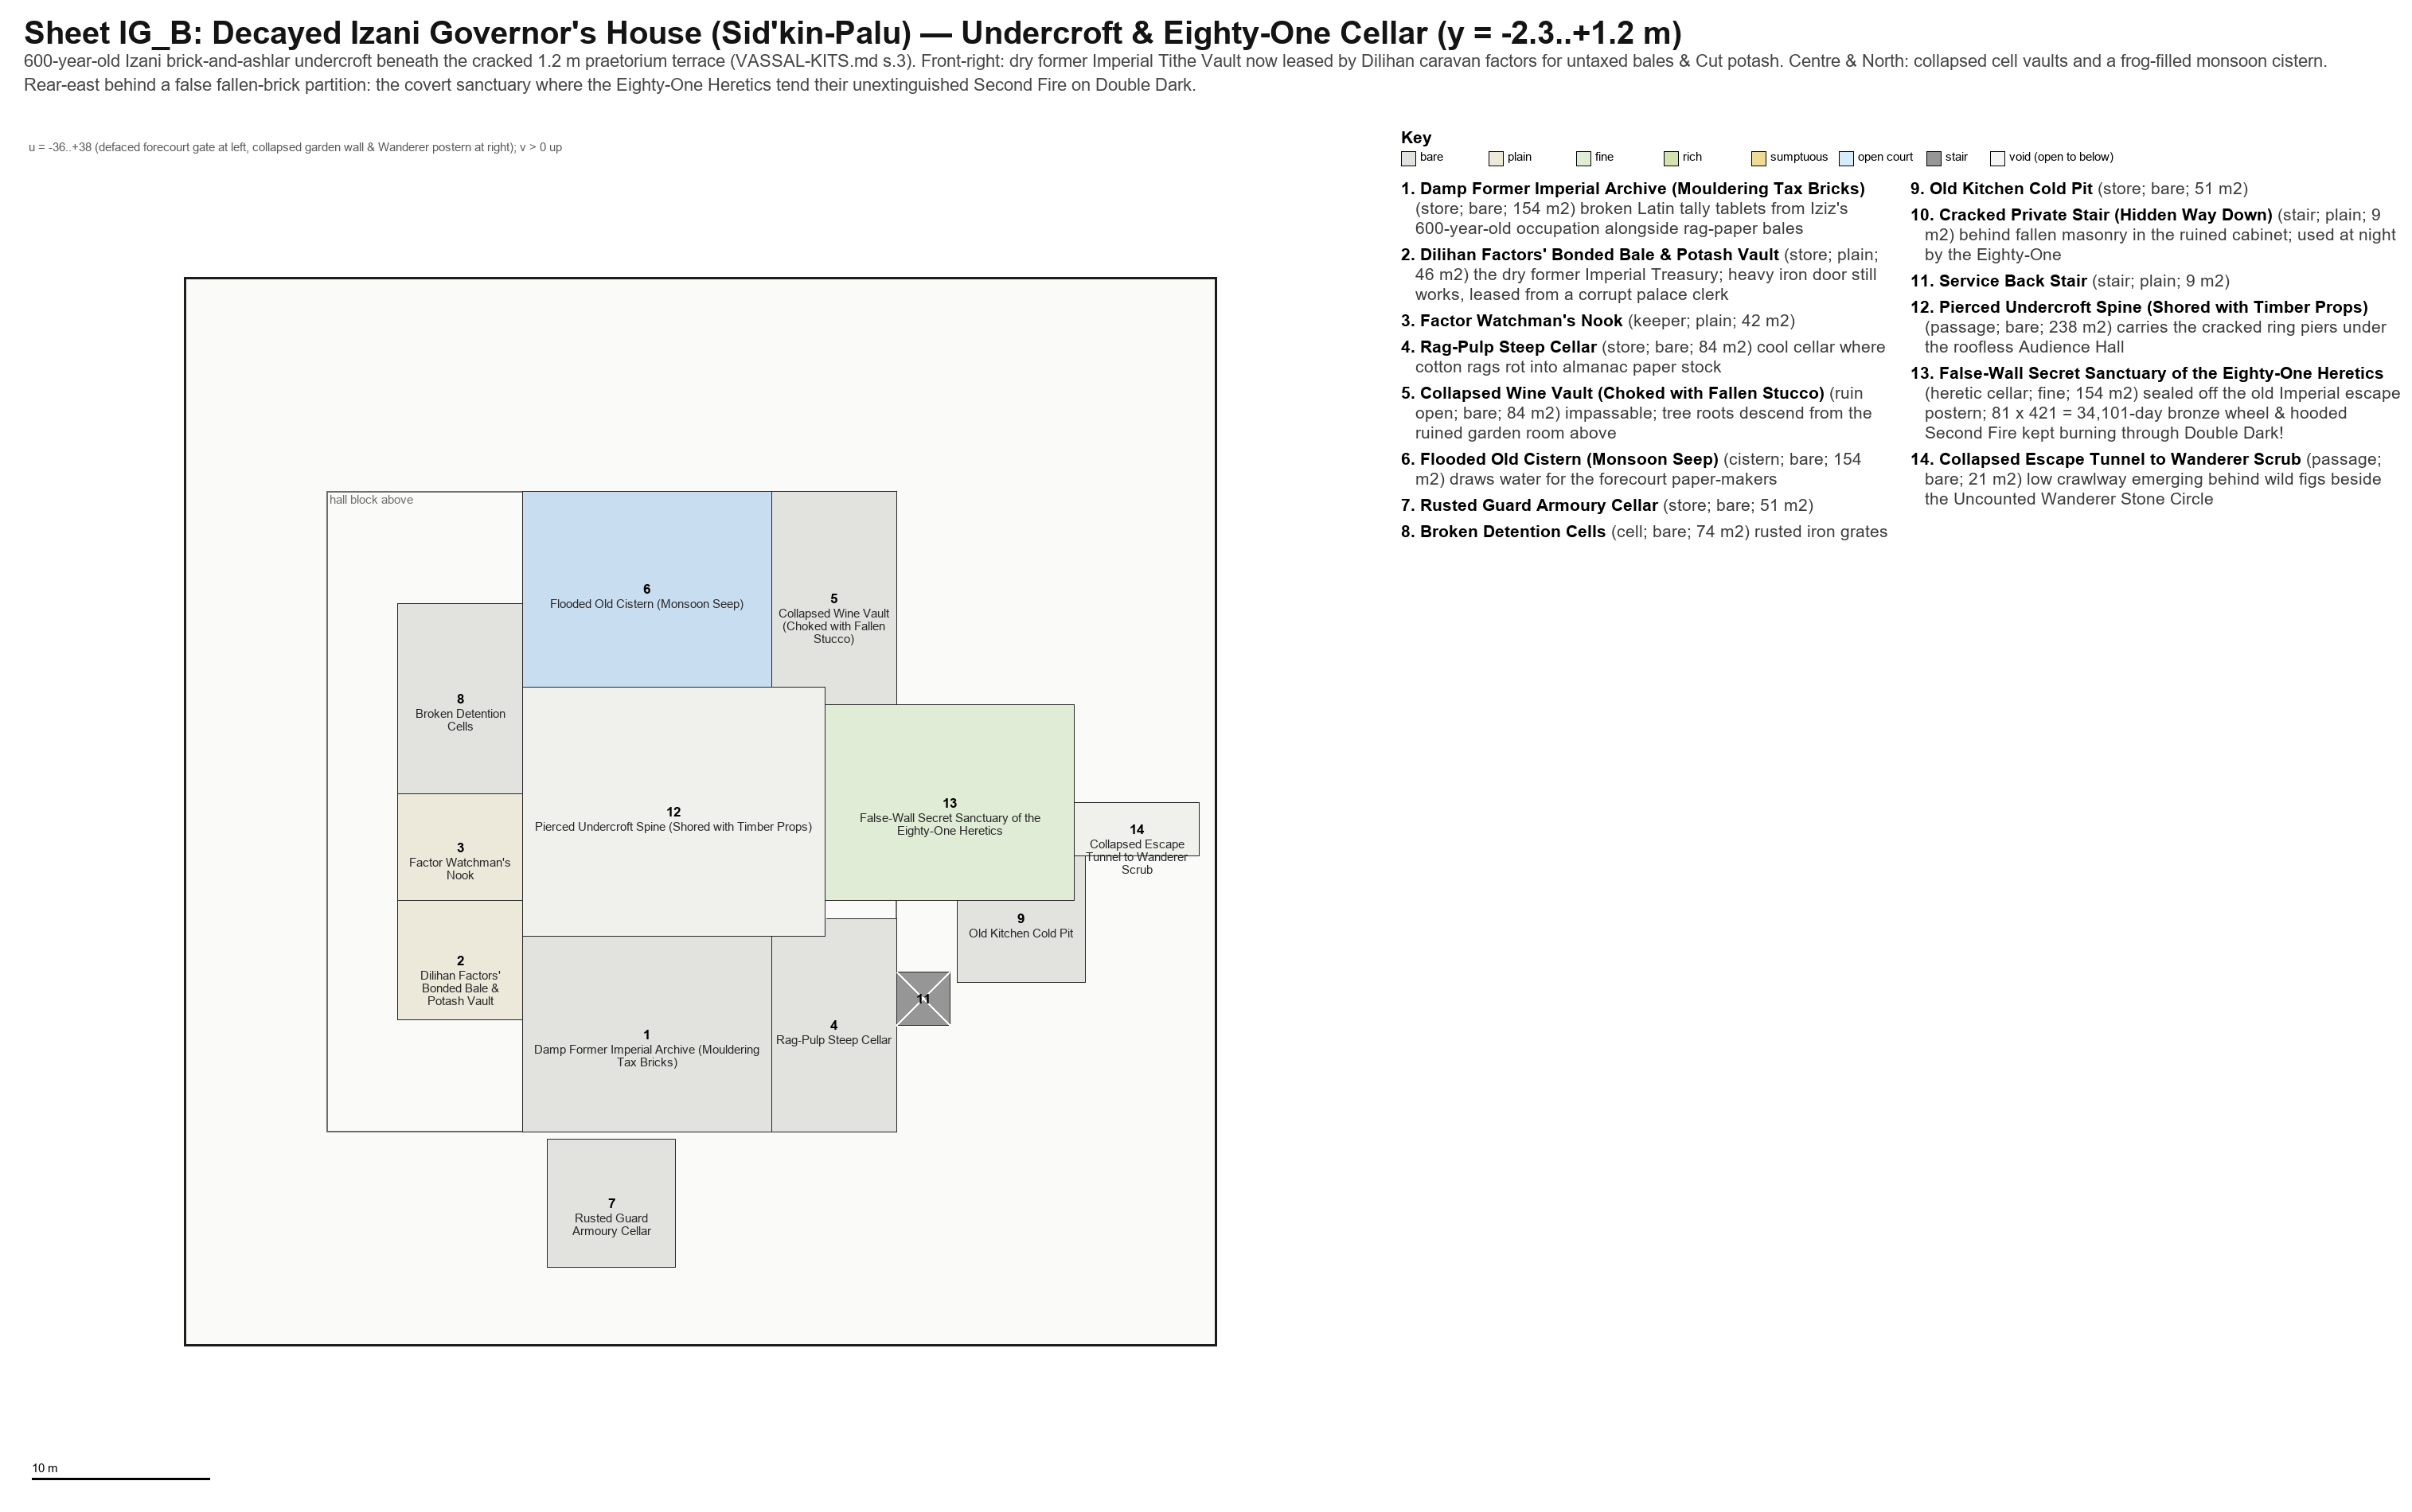 Sheet IG_B: Decayed Izani Governor's House (Sid'kin-Palu) — Undercroft & Eighty-One Cellar (y = -2.3..+1.2 m)
600-year-old Izani brick-and-ashlar undercroft beneath the cracked 1.2 m praetorium terrace (VASSAL-KITS.md s.3). Front-right: dry former Imperial Tithe Vault now leased by Dilihan caravan factors for untaxed bales & Cut potash. Centre & North: collapsed cell vaults and a frog-filled monsoon cistern.
Rear-east behind a false fallen-brick partition: the covert sanctuary where the Eighty-One Heretics tend their unextinguished Second Fire on Double Dark.
u = -36..+38 (defaced forecourt gate at left, collapsed garden wall & Wanderer postern at right); v > 0 up
hall block above
6
Flooded Old Cistern (Monsoon Seep)
5
Collapsed Wine Vault
(Choked with Fallen
Stucco)
8
Broken Detention
Cells
12
Pierced Undercroft Spine (Shored with Timber Props)
13
False-Wall Secret Sanctuary of the
Eighty-One Heretics
14
Collapsed Escape
Tunnel to Wanderer
Scrub
3
Factor Watchman's
Nook
9
Old Kitchen Cold Pit
2
Dilihan Factors'
Bonded Bale &
Potash Vault
11
1
Damp Former Imperial Archive (Mouldering
Tax Bricks)
4
Rag-Pulp Steep Cellar
7
Rusted Guard
Armoury Cellar
10 m
Key
bare
plain
fine
rich
sumptuous
open court
stair
void (open to below)
1. Damp Former Imperial Archive (Mouldering Tax Bricks)
(store; bare; 154 m2) broken Latin tally tablets from Iziz's
600-year-old occupation alongside rag-paper bales
2. Dilihan Factors' Bonded Bale & Potash Vault (store; plain;
46 m2) the dry former Imperial Treasury; heavy iron door still
works, leased from a corrupt palace clerk
3. Factor Watchman's Nook (keeper; plain; 42 m2)
4. Rag-Pulp Steep Cellar (store; bare; 84 m2) cool cellar where
cotton rags rot into almanac paper stock
5. Collapsed Wine Vault (Choked with Fallen Stucco) (ruin
open; bare; 84 m2) impassable; tree roots descend from the
ruined garden room above
6. Flooded Old Cistern (Monsoon Seep) (cistern; bare; 154
m2) draws water for the forecourt paper-makers
7. Rusted Guard Armoury Cellar (store; bare; 51 m2)
8. Broken Detention Cells (cell; bare; 74 m2) rusted iron grates
9. Old Kitchen Cold Pit (store; bare; 51 m2)
10. Cracked Private Stair (Hidden Way Down) (stair; plain; 9
m2) behind fallen masonry in the ruined cabinet; used at night
by the Eighty-One
11. Service Back Stair (stair; plain; 9 m2)
12. Pierced Undercroft Spine (Shored with Timber Props)
(passage; bare; 238 m2) carries the cracked ring piers under
the roofless Audience Hall
13. False-Wall Secret Sanctuary of the Eighty-One Heretics
(heretic cellar; fine; 154 m2) sealed off the old Imperial escape
postern; 81 x 421 = 34,101-day bronze wheel & hooded
Second Fire kept burning through Double Dark!
14. Collapsed Escape Tunnel to Wanderer Scrub (passage;
bare; 21 m2) low crawlway emerging behind wild figs beside
the Uncounted Wanderer Stone Circle